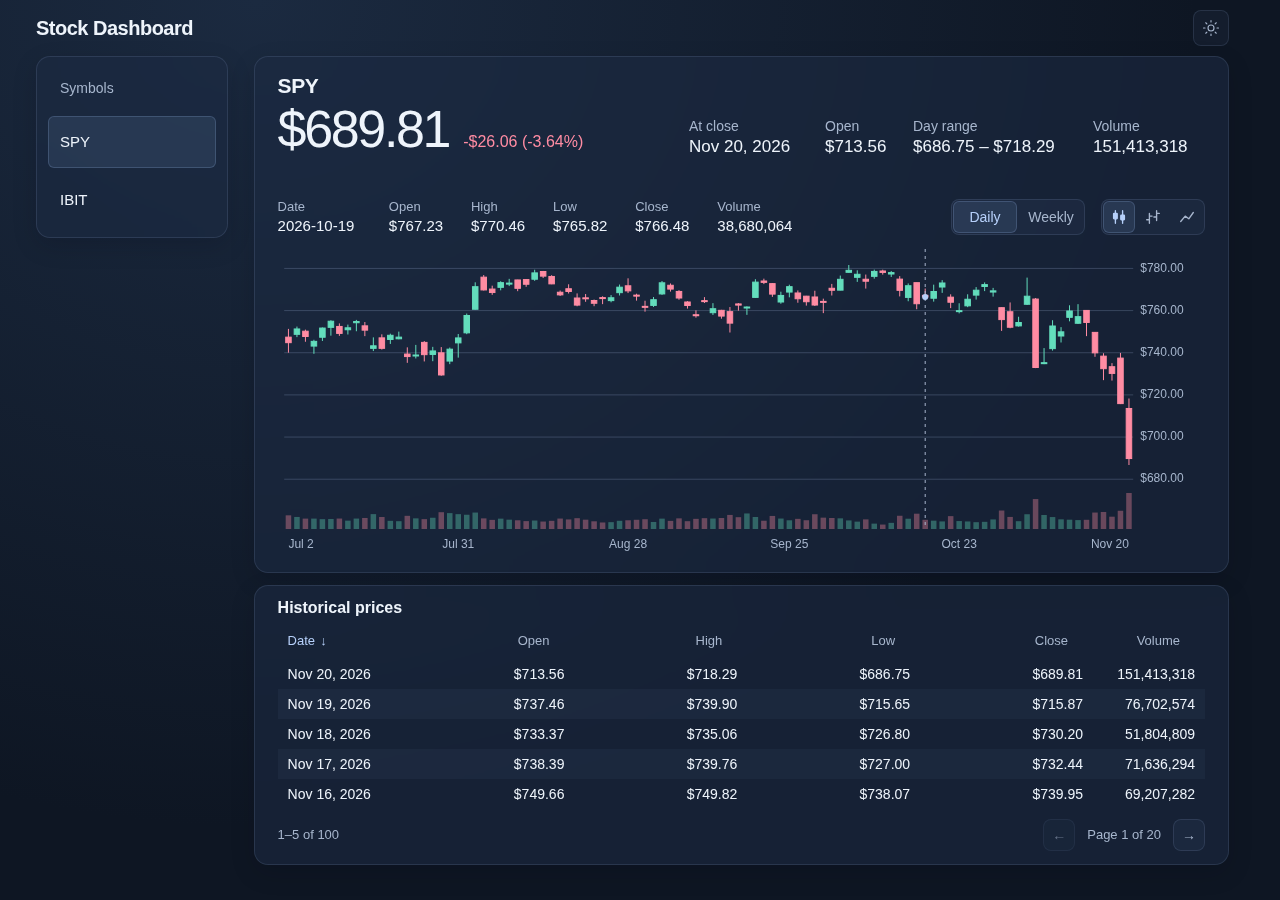 Stock Dashboard
Symbols
SPY
IBIT
SPY
$689.81 -$26.06 (-3.64%)
At close Open Day range Volume
Nov 20, 2026 $713.56 $686.75 – $718.29 151,413,318
Date Open High Low Close Volume
2026-10-19 $767.23 $770.46 $765.82 $766.48 38,680,064
Daily Weekly
$780.00
$760.00
$740.00
$720.00
$700.00
$680.00
Jul 2 Jul 31 Aug 28 Sep 25 Oct 23 Nov 20
Historical prices
Date ↓ Open High Low Close Volume
Nov 20, 2026 $713.56 $718.29 $686.75 $689.81 151,413,318
Nov 19, 2026 $737.46 $739.90 $715.65 $715.87 76,702,574
Nov 18, 2026 $733.37 $735.06 $726.80 $730.20 51,804,809
Nov 17, 2026 $738.39 $739.76 $727.00 $732.44 71,636,294
Nov 16, 2026 $749.66 $749.82 $738.07 $739.95 69,207,282
1–5 of 100 ← Page 1 of 20 →